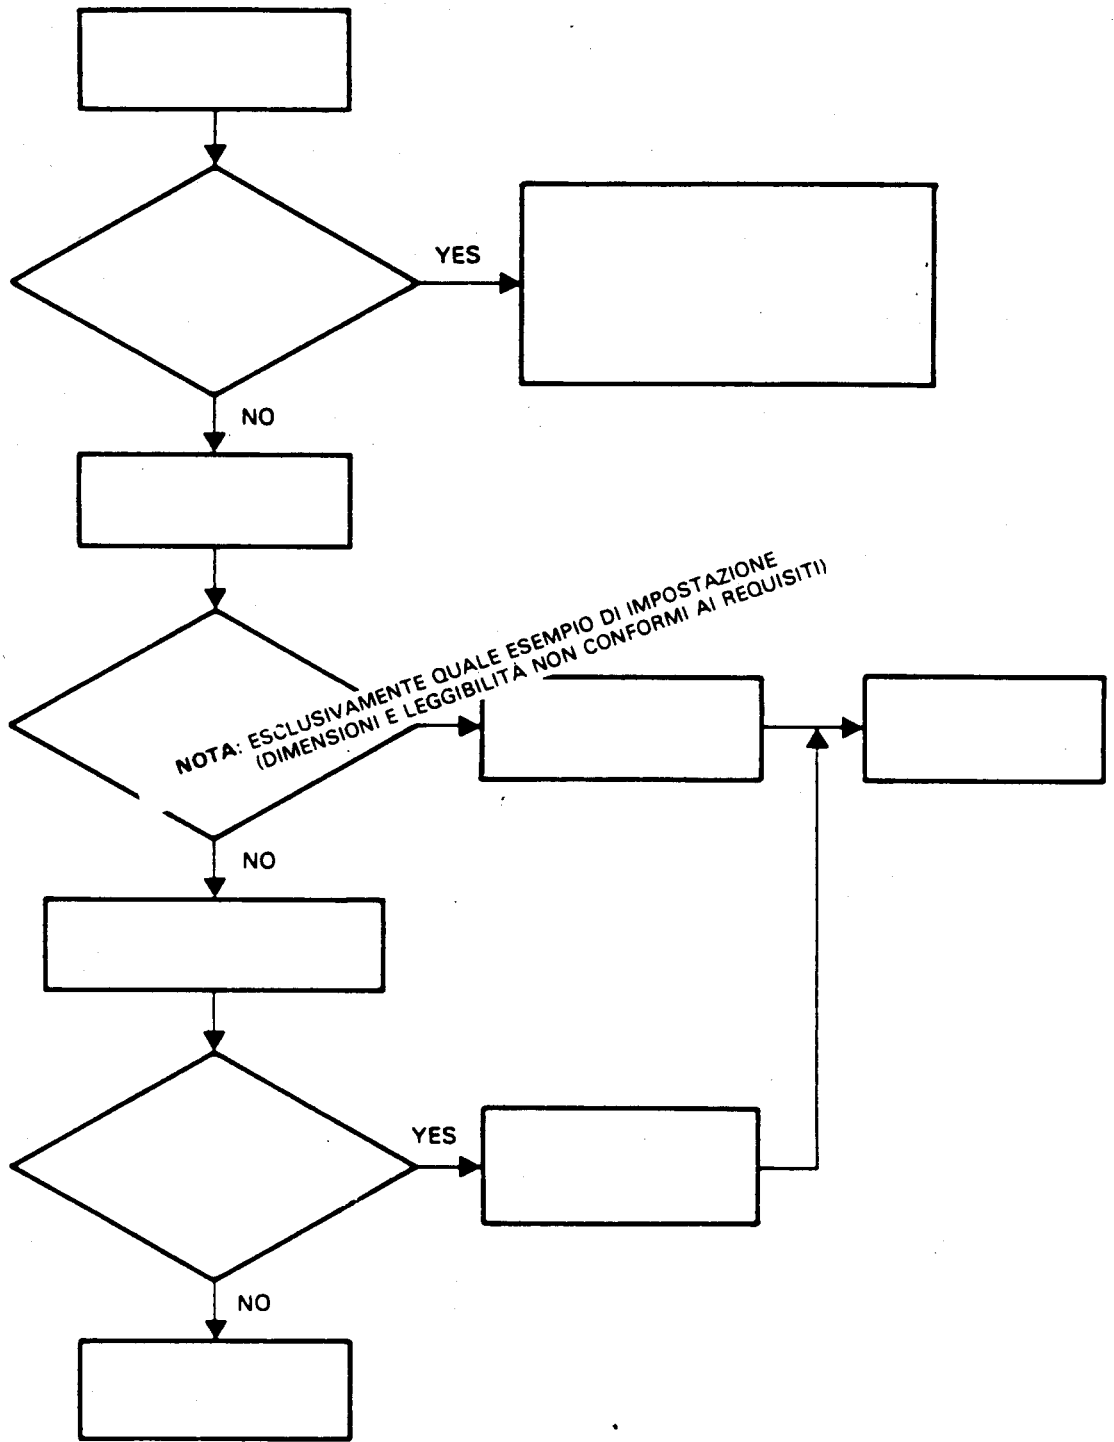 YES
NO
NOTA: ESCLUSIVAMENTE QUALE ESEMPIO DI IMPOSTAZIONE
(DIMENSIONI E LEGGIBILITÀ NON CONFORMI AI REQUISITI)
NO
YES
NO